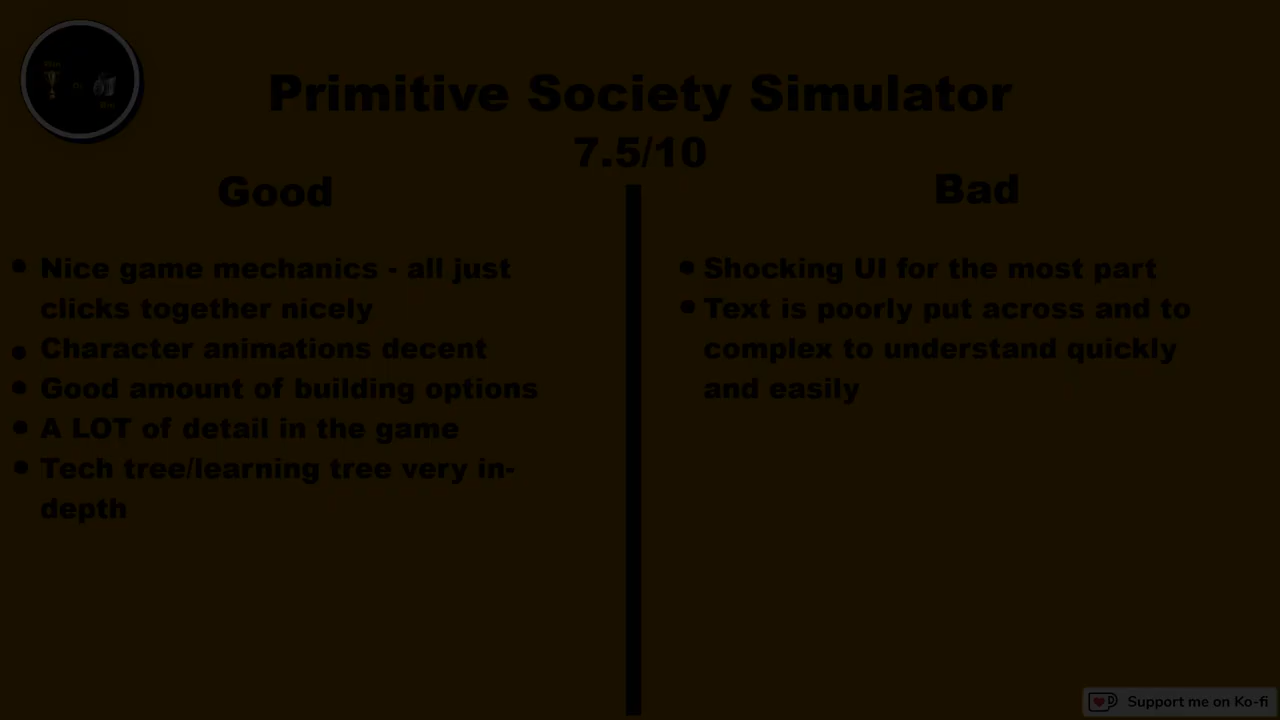 Win
Or
Bin
Primitive Society Simulator
7.5/10
Good
Nice game mechanics - all just
clicks together nicely
Character animations decent
Good amount of building options
A LOT of detail in the game
Tech tree/learning tree very in-
depth
Bad
Shocking UI for the most part
Text is poorly put across and to
complex to understand quickly
and easily
Support me on Ko-fi